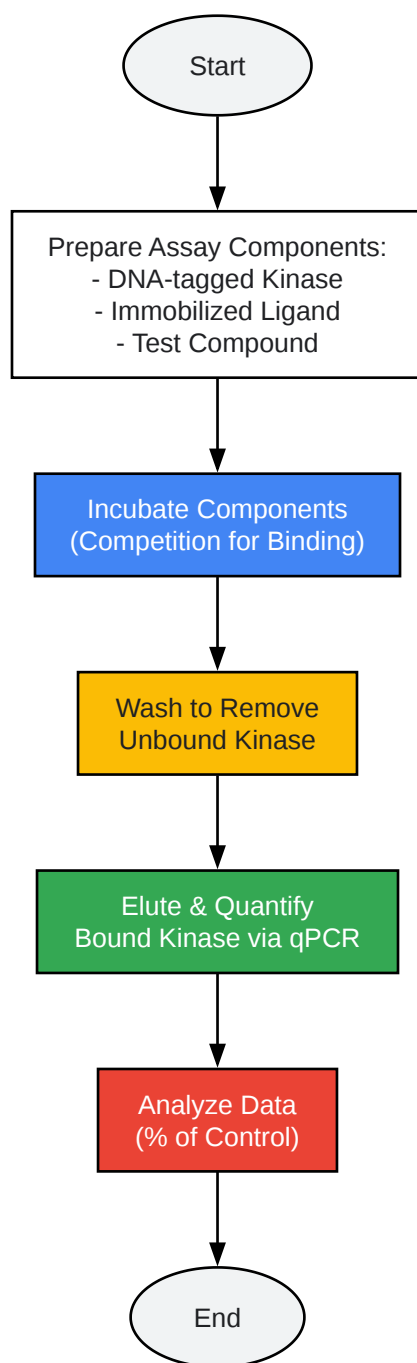 Start
Prepare Assay Components:
- DNA-tagged Kinase
- Immobilized Ligand
- Test Compound
Incubate Components
(Competition for Binding)
Wash to Remove
Unbound Kinase
Elute & Quantify
Bound Kinase via qPCR
Analyze Data
(% of Control)
End